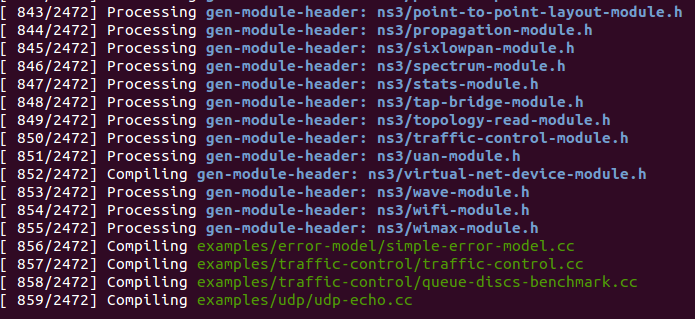 [ 843/2472] Processing gen-module-header: ns3/point-to-point-layout-module.h
[ 844/2472] Processing gen-module-header: ns3/propagation-module.h
[ 845/2472] Processing gen-module-header: ns3/sixlowpan-module.h
[ 846/2472] Processing gen-module-header: ns3/spectrum-module.h
[ 847/2472] Processing gen-module-header: ns3/stats-module.h
[ 848/2472] Processing gen-module-header: ns3/tap-bridge-module.h
[ 849/2472] Processing gen-module-header: ns3/topology-read-module.h
[ 850/2472] Processing gen-module-header: ns3/traffic-control-module.h
[ 851/2472] Processing gen-module-header: ns3/uan-module.h
[ 852/2472] Compiling gen-module-header: ns3/virtual-net-device-module.h
[ 853/2472] Processing gen-module-header: ns3/wave-module.h
[ 854/2472] Processing gen-module-header: ns3/wifi-module.h
[ 855/2472] Processing gen-module-header: ns3/wimax-module.h
[ 856/2472] Compiling examples/error-model/simple-error-model.cc
[ 857/2472] Compiling examples/traffic-control/traffic-control.cc
[ 858/2472] Compiling examples/traffic-control/queue-discs-benchmark.cc
[ 859/2472] Compiling examples/udp/udp-echo.cc